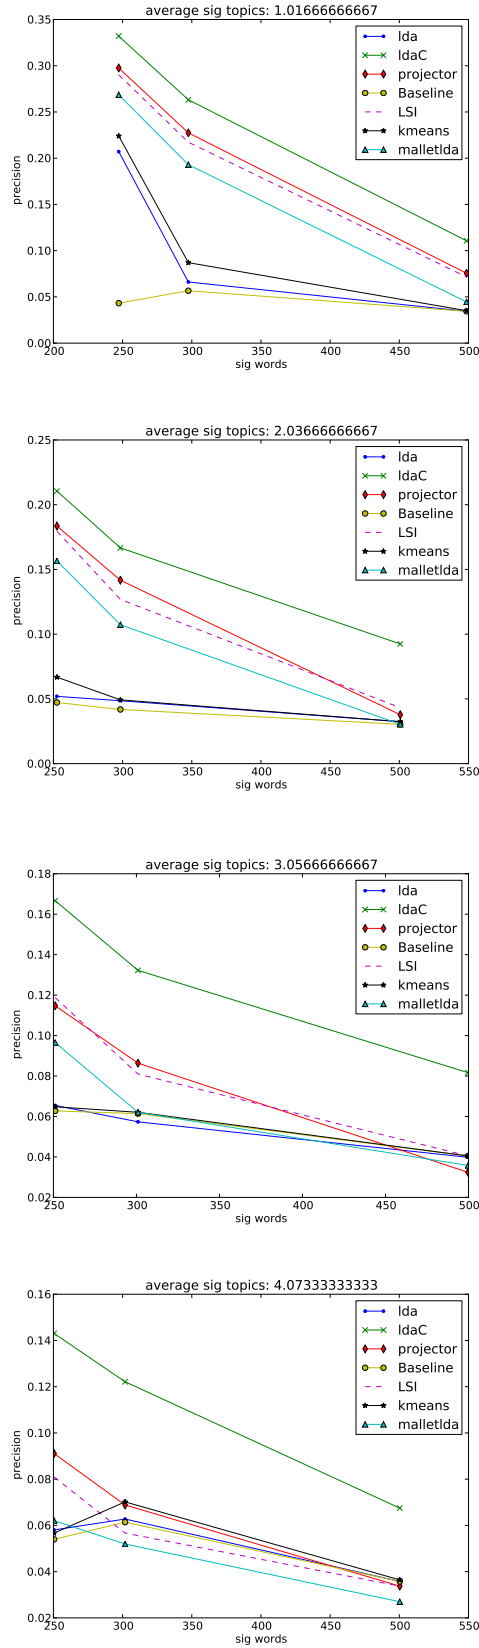 average sig topics: 1.01666666667
0.35
0.30
0.25
0.20
0.15
0.10
0.05
0.00
precision
lda
ldaC
projector
Baseline
LSI
kmeans
malletlda
200 250 300 350 400 450 500
sig words
average sig topics: 2.03666666667
0.25
0.20
0.15
0.10
0.05
0.00
precision
lda
ldaC
projector
Baseline
LSI
kmeans
malletlda
250 300 350 400 450 500 550
sig words
average sig topics: 3.05666666667
0.18
0.16
0.14
0.12
0.10
0.08
0.06
0.04
0.02
precision
lda
ldaC
projector
Baseline
LSI
kmeans
malletlda
250 300 350 400 450 500
sig words
average sig topics: 4.07333333333
0.16
0.14
0.12
0.10
0.08
0.06
0.04
0.02
precision
lda
ldaC
projector
Baseline
LSI
kmeans
malletlda
250 300 350 400 450 500 550
sig words